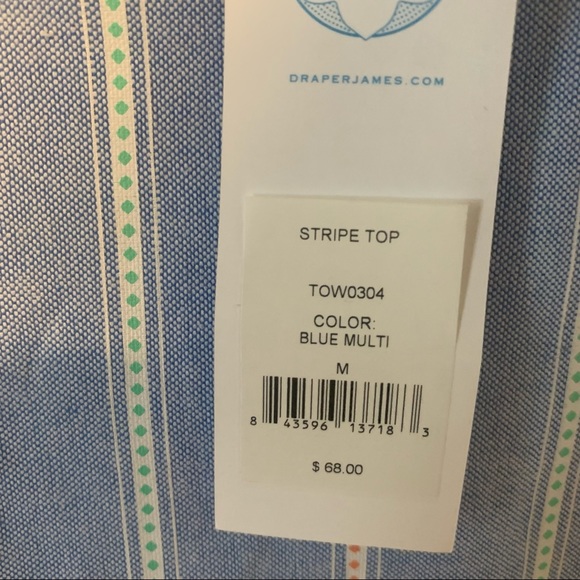 DRAPERJAMES.COM
STRIPE TOP
TOW0304
COLOR:
BLUE MULTI
M
8 43596 13718 3
$ 68.00